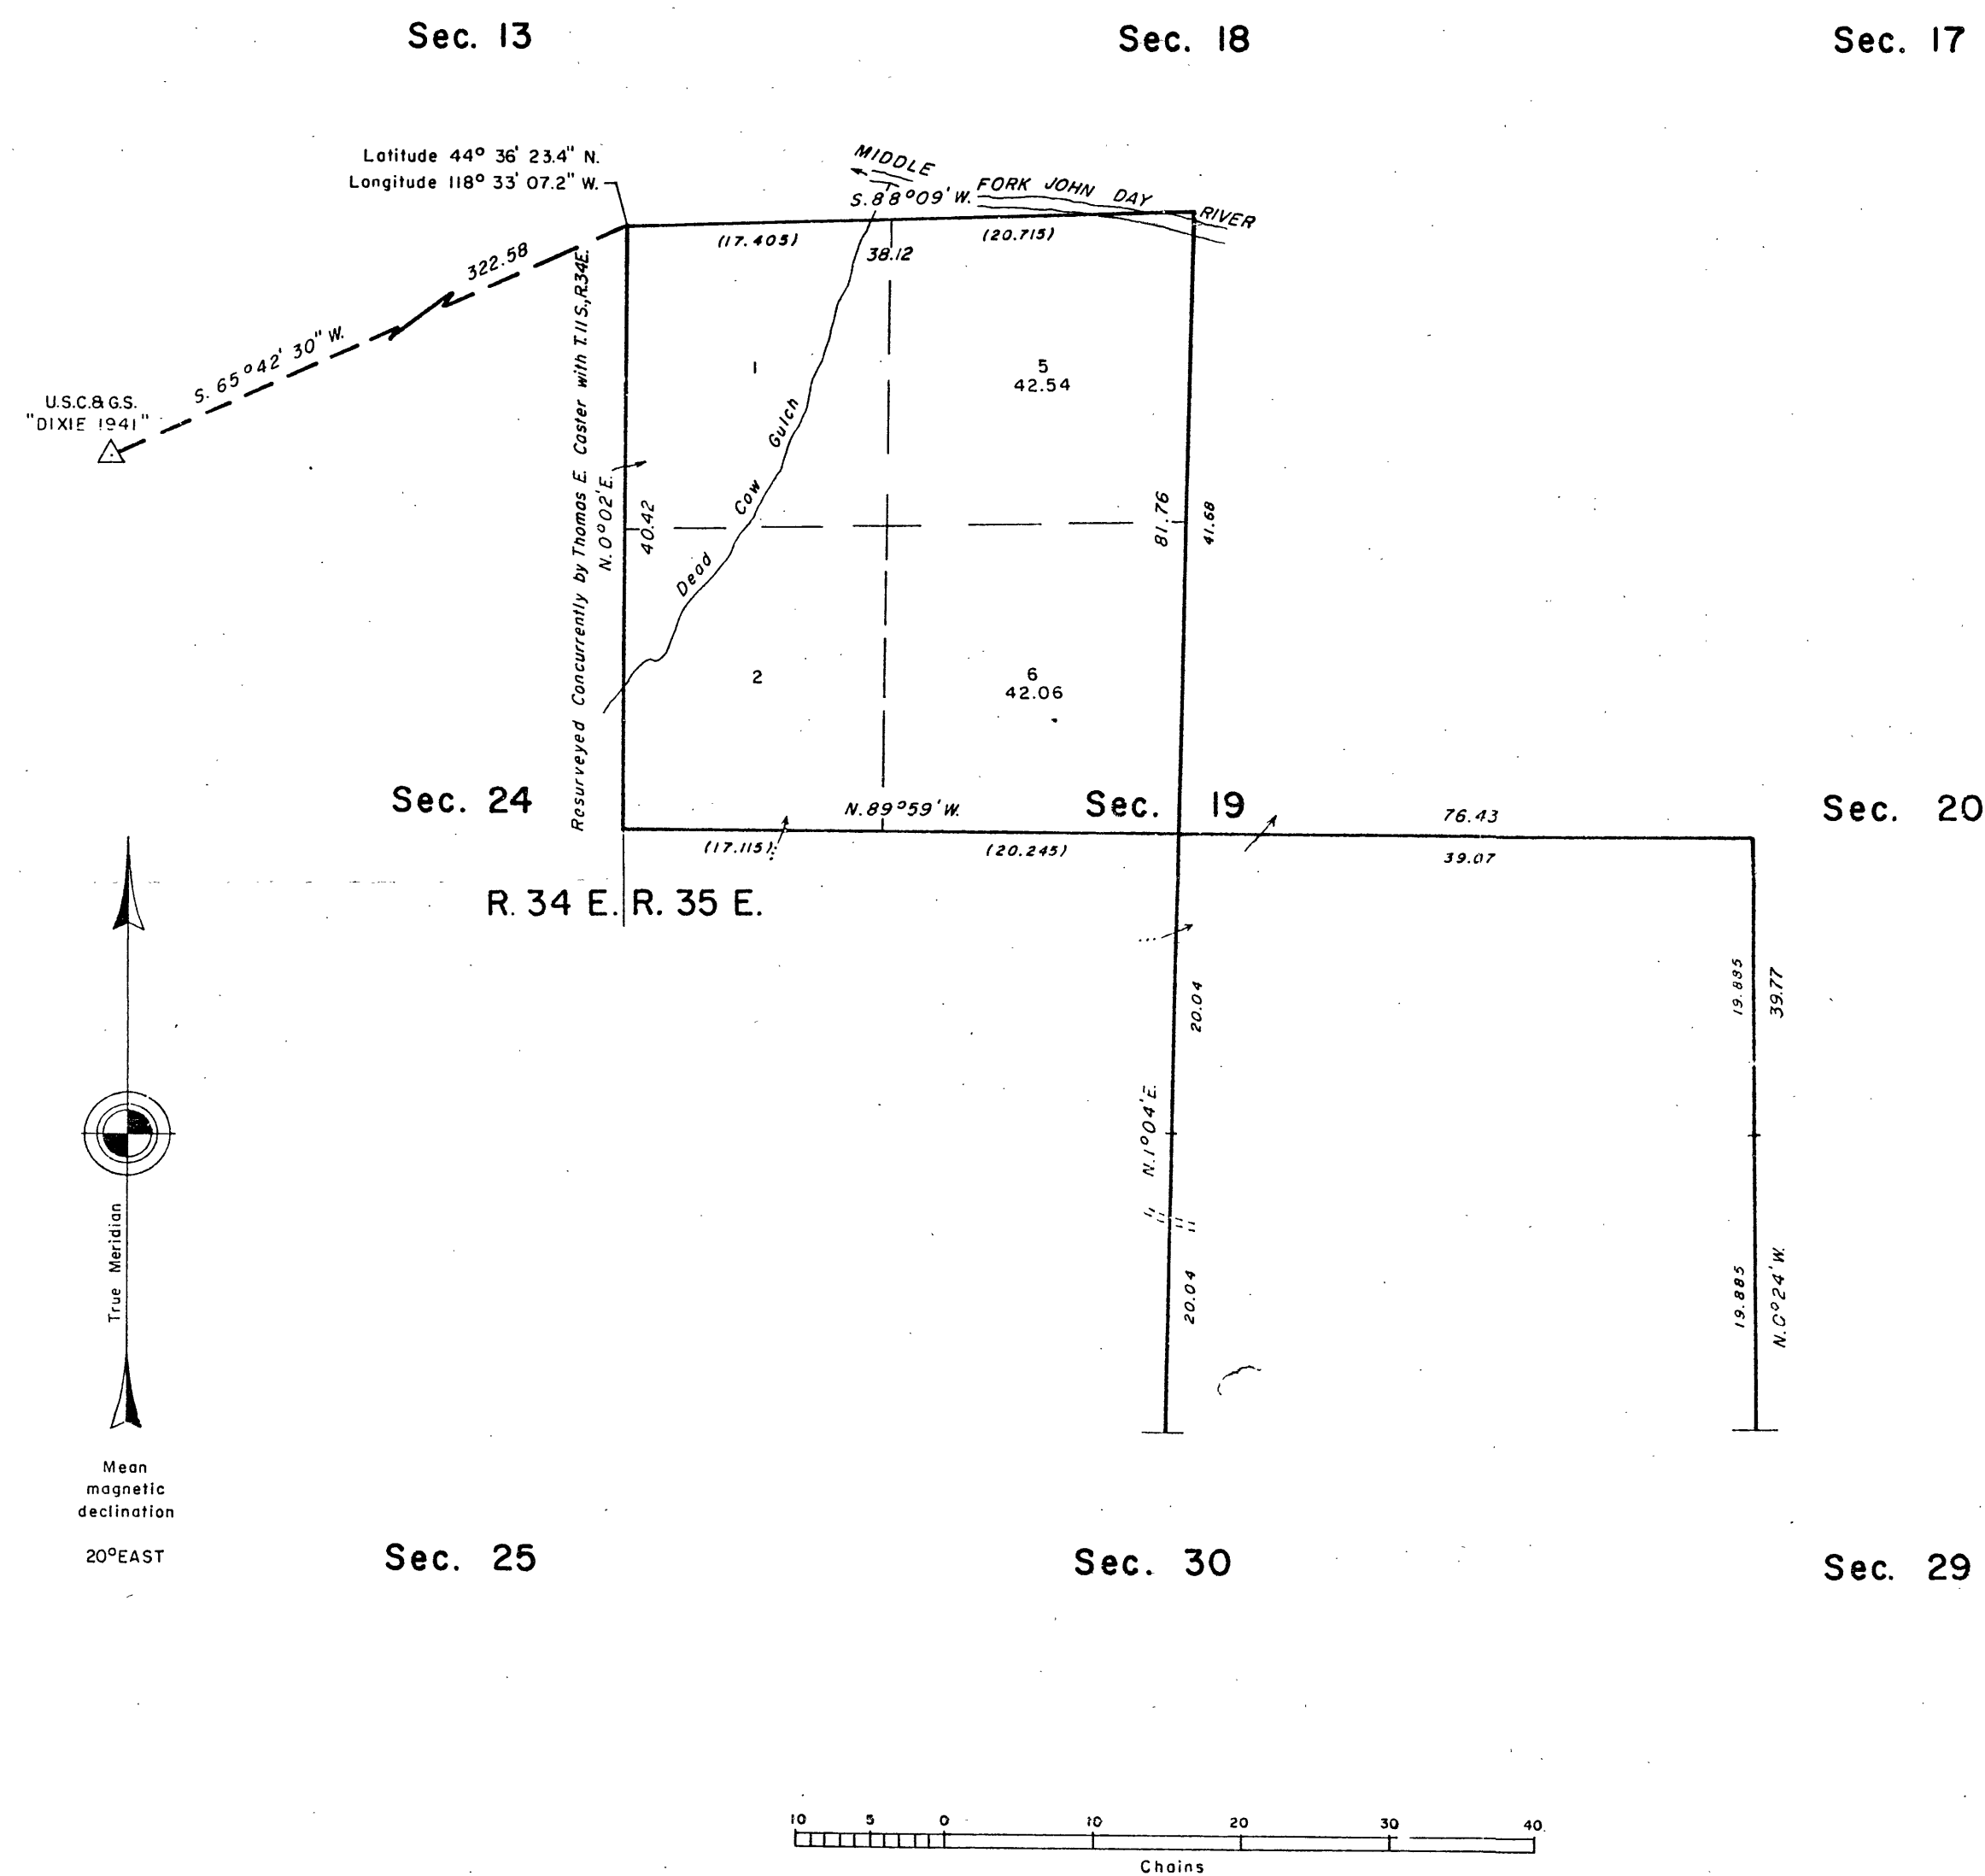 Sec. 13
Sec. 18
Sec. 17
Latitude 44° 36' 23.4" N.
Longitude 118° 33' 07.2" W.
MIDDLE
FORK JOHN DAY
RIVER
S.88°09'W.
(17.405)
38.12
(20.715)
322.58
S. 65°42' 30" W.
U.S.C.&G.S.
"DIXIE 1941"
Resurveyed Concurrently by Thomas E. Caster with T.11S.,R.34E.
N.0°02'E.
40.42
1
5
42.54
Dead Cow Gulch
81.76
41.68
2
6
42.06
Sec. 24
N.89°59'W.
Sec. 19
76.43
Sec. 20
(17.115)
(20.245)
39.07
R. 34 E.
R. 35 E.
20.04
19.885
39.77
N.1°04'E.
20.04
19.885
N.0°24'W.
True Meridian
Mean
magnetic
declination
20°EAST
Sec. 25
Sec. 30
Sec. 29
10 5 0 10 20 30 40
Chains